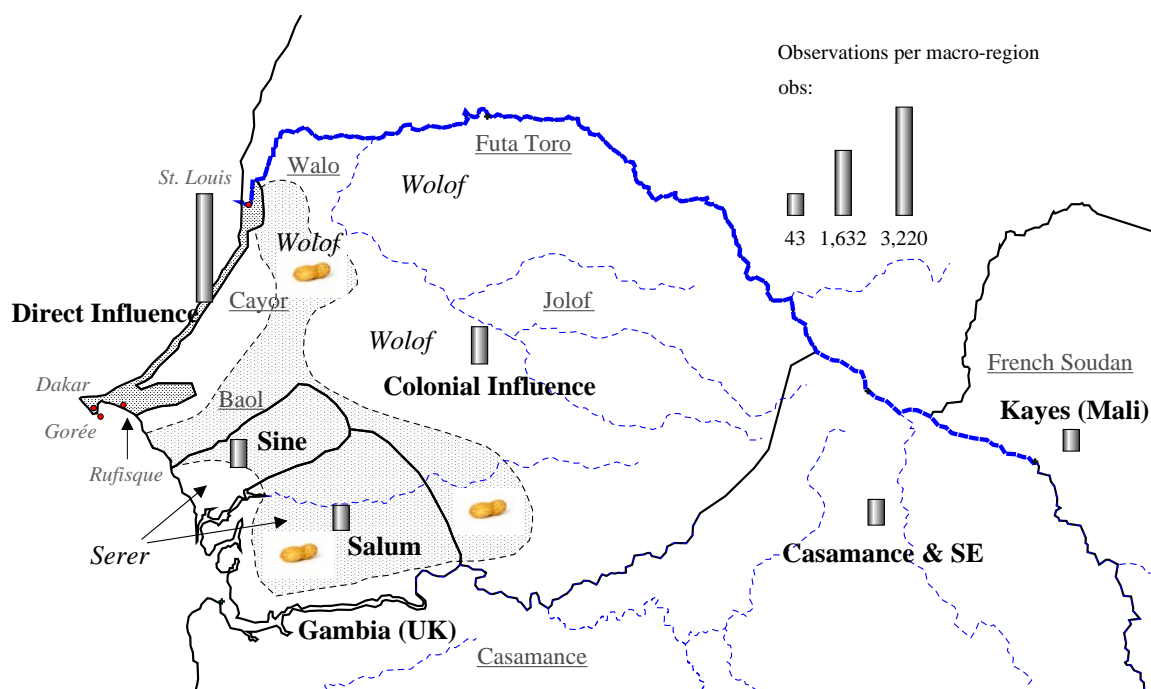 Observations per macro-region
obs:
43 1,632 3,220
Futa Toro
Walo
St. Louis
Wolof
Wolof
Direct Influence
Cayor
Jolof
Wolof
French Soudan
Colonial Influence
Dakar
Baol
Kayes (Mali)
Gorée
Sine
Rufisque
Serer
Salum
Casamance & SE
Gambia (UK)
Casamance